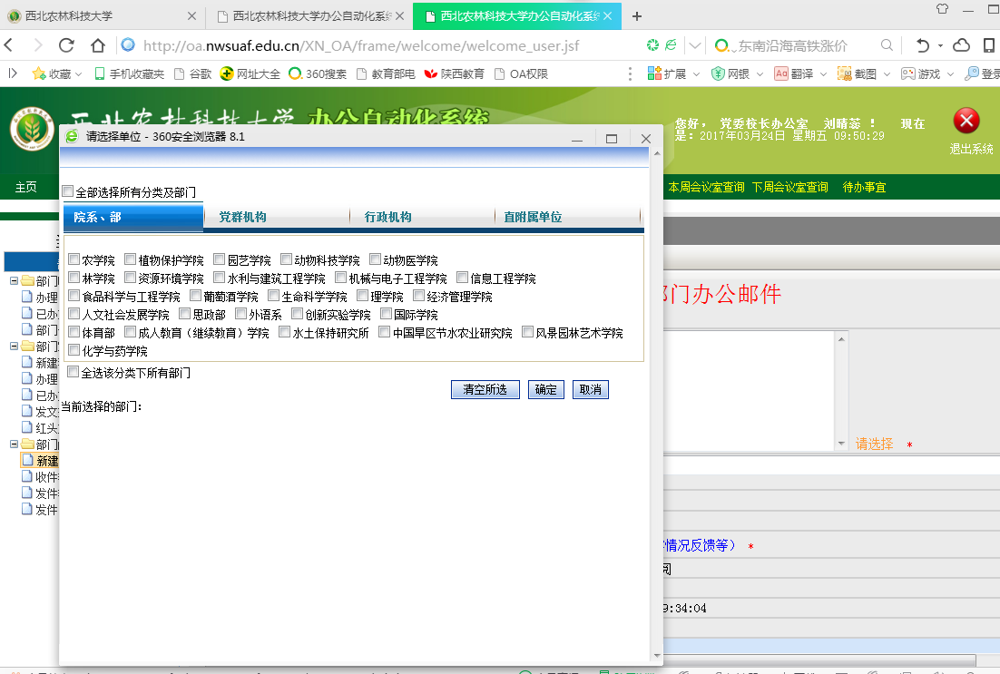 西北农林科技大学
西北农林科技大学办公自动化系统
西北农林科技大学办公自动化系统
http://oa.nwsuaf.edu.cn/XN_OA/frame/welcome/welcome_user.jsf
东南沿海高铁涨价
收藏 手机收藏夹 谷歌 网址大全 360搜索 教育部电 陕西教育 OA权限 扩展 网银 翻译 截图 游戏 登录
西北农林科技大学 办公自动化系统
您好， 党委校长办公室 刘晴蕊 ！ 现在
是：2017年03月24日 星期五 09:50:29
退出系统
主页
本周会议室查询 下周会议室查询 待办事宜
请选择单位 - 360安全浏览器 8.1
全部选择所有分类及部门
院系、部 党群机构 行政机构 直附属单位
农学院 植物保护学院 园艺学院 动物科技学院 动物医学院
林学院 资源环境学院 水利与建筑工程学院 机械与电子工程学院 信息工程学院
食品科学与工程学院 葡萄酒学院 生命科学学院 理学院 经济管理学院
人文社会发展学院 思政部 外语系 创新实验学院 国际学院
体育部 成人教育（继续教育）学院 水土保持研究所 中国旱区节水农业研究院 风景园林艺术学院
化学与药学院
全选该分类下所有部门
清空所选 确定 取消
当前选择的部门：
部门
办理
已办
部门
部门
新建
办理
已办
发文
红头
部门
新建
收件
发件
发件
部门办公邮件
请选择 *
情况反馈等） *
阅
9:34:04